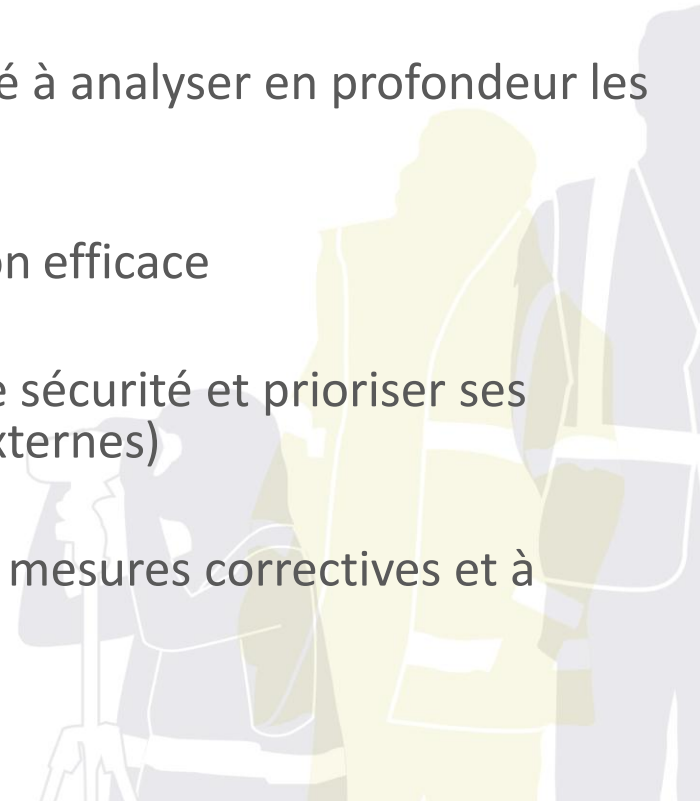 é à analyser en profondeur les
on efficace
e sécurité et prioriser ses
xternes)
mesures correctives et à